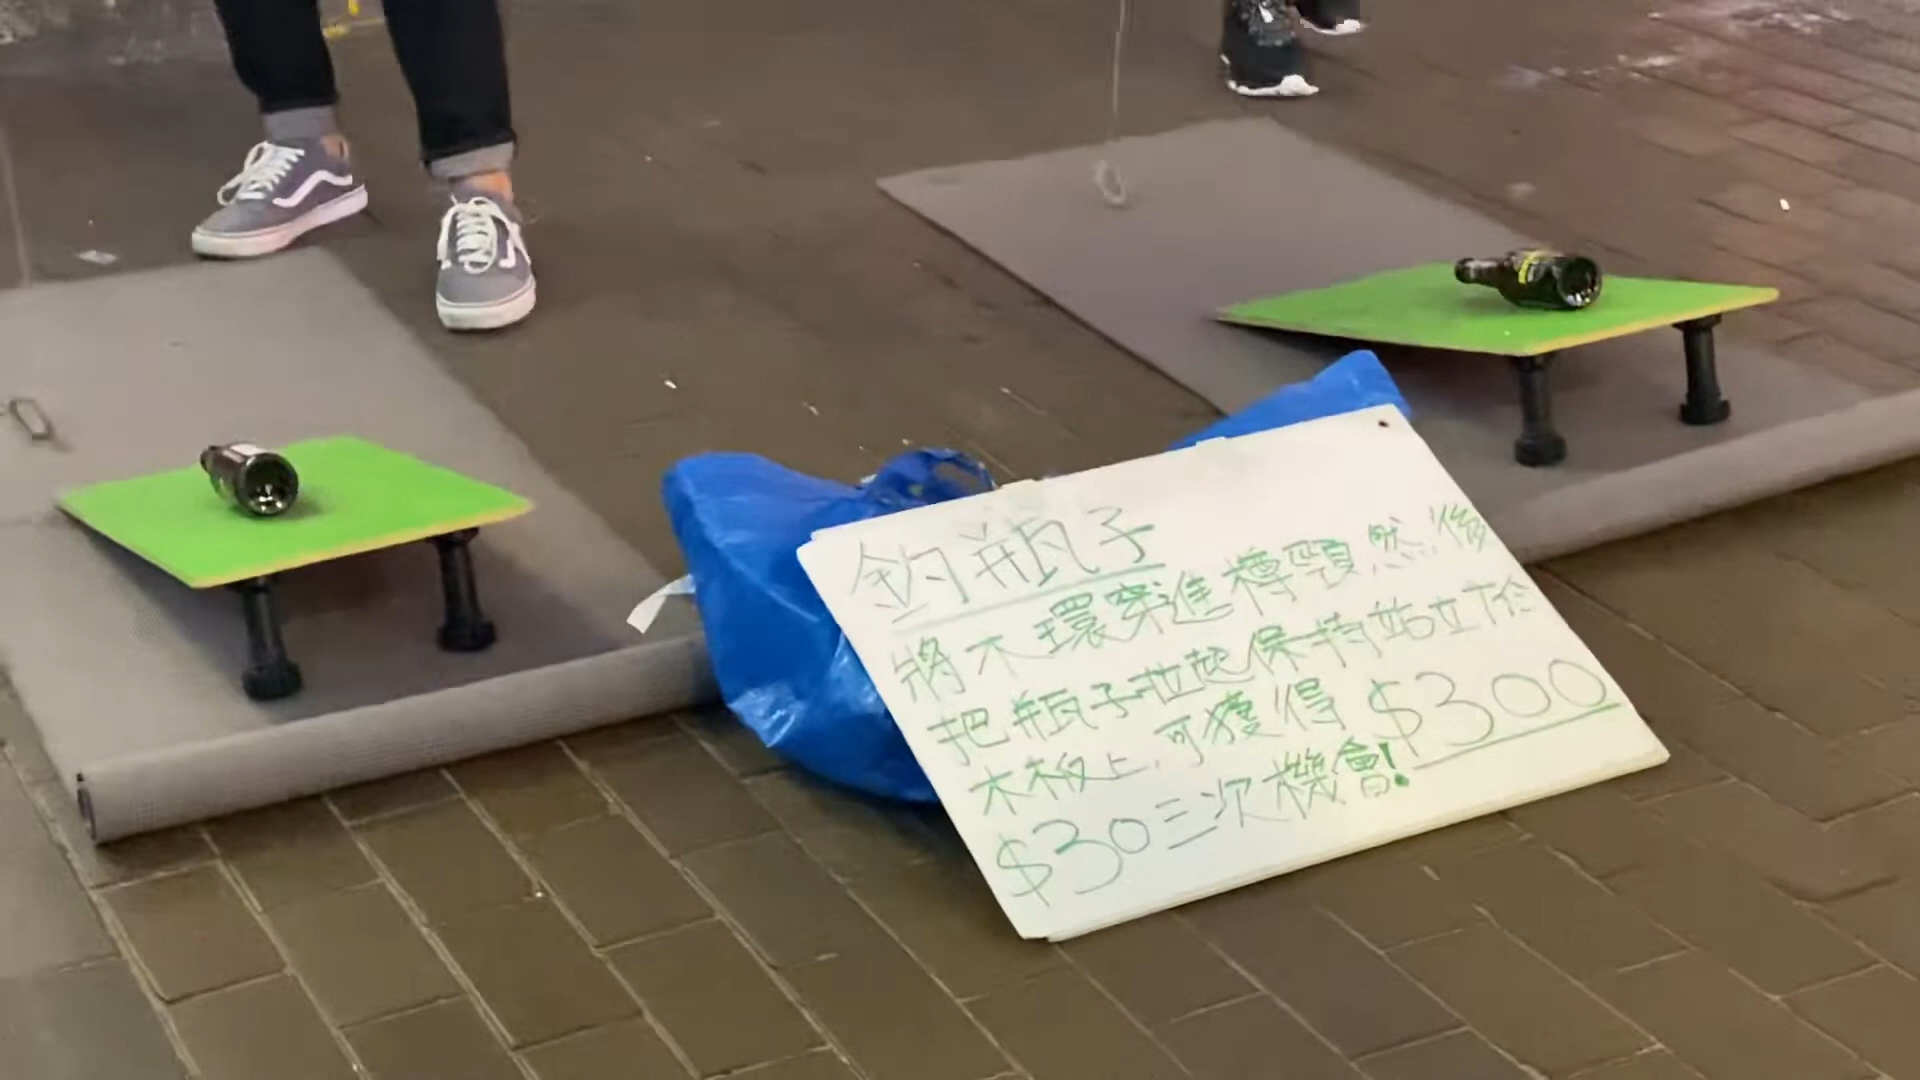 釣瓶子
將木環穿進樽頸然後
把瓶子拉起保持站立在
木板上,可獲得 $300
$30三次機會!